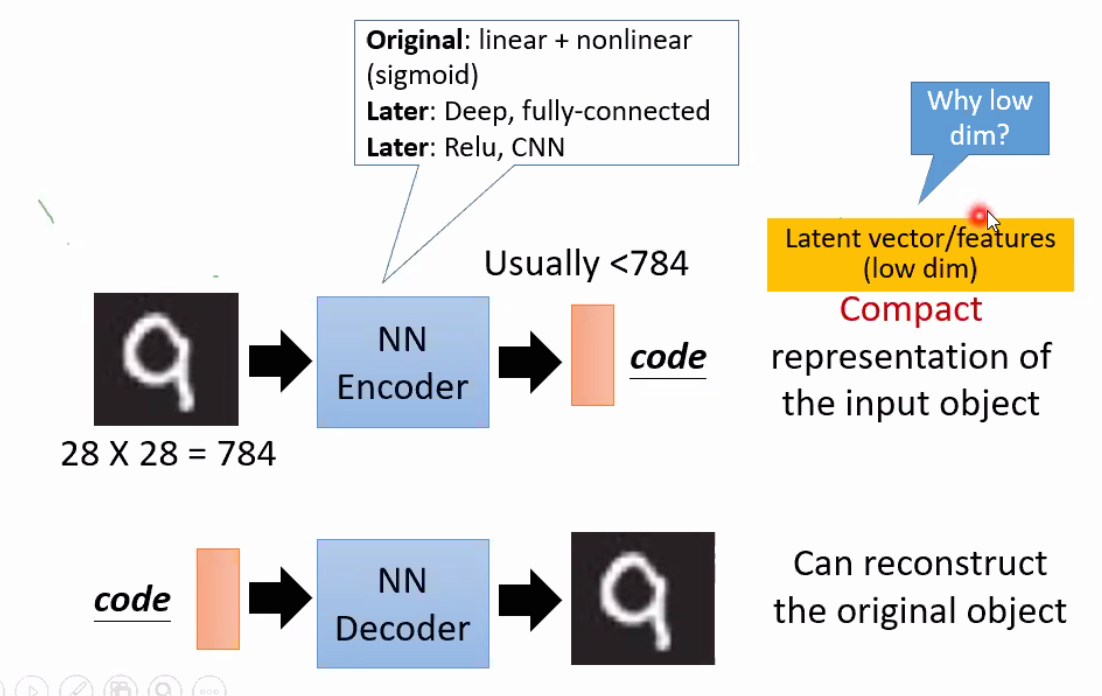 Original: linear + nonlinear
(sigmoid)
Later: Deep, fully-connected
Later: Relu, CNN
Why low
dim?
Latent vector/features
(low dim)
Usually <784
NN
Encoder
code
Compact
representation of
the input object
28 X 28 = 784
code
NN
Decoder
Can reconstruct
the original object